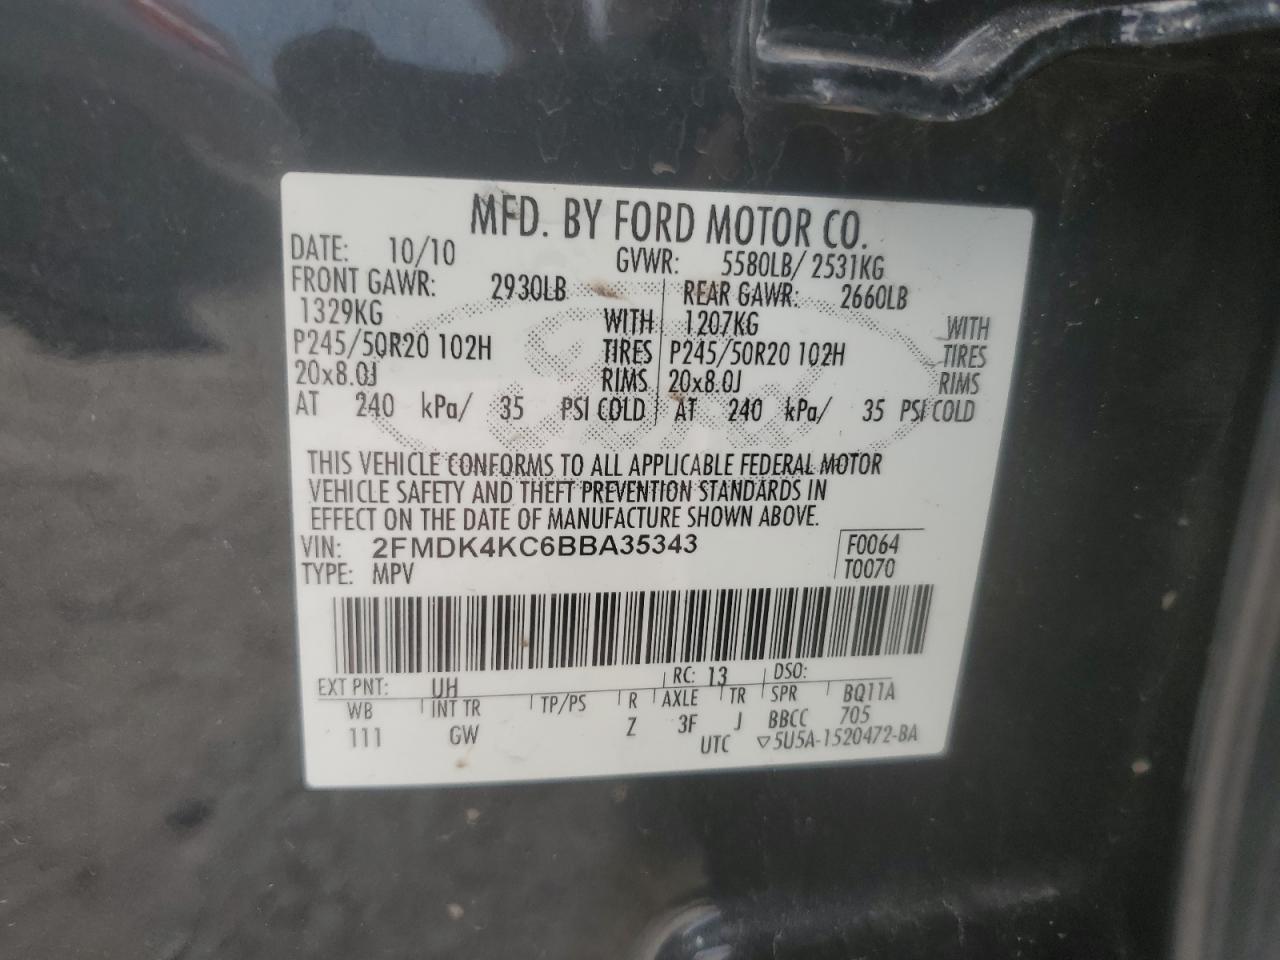 MFD. BY FORD MOTOR CO.
DATE: 10/10 GVWR: 5580LB/ 2531KG
FRONT GAWR: 2930LB REAR GAWR: 2660LB
1329KG WITH 1207KG WITH
P245/50R20 102H TIRES P245/50R20 102H TIRES
20x8.0J RIMS 20x8.0J RIMS
AT 240 kPa/ 35 PSI COLD AT 240 kPa/ 35 PSI COLD
THIS VEHICLE CONFORMS TO ALL APPLICABLE FEDERAL MOTOR
VEHICLE SAFETY AND THEFT PREVENTION STANDARDS IN
EFFECT ON THE DATE OF MANUFACTURE SHOWN ABOVE.
VIN: 2FMDK4KC6BBA35343 F0064
TYPE: MPV T0070
EXT PNT: UH RC: 13 DSO:
WB INT TR TP/PS R AXLE TR SPR BQ11A
111 GW Z 3F J BBCC 705
UTC ▽5U5A-1520472-BA